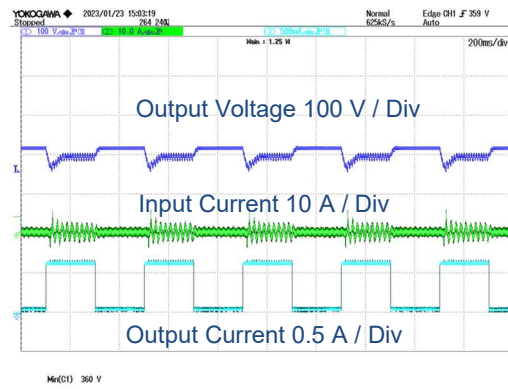 YOKOGAWA ◆ 2023/01/23 15:03:19 Normal Edge CH1 359 V
Stopped 264 240 625kS/s Auto
100 V 10.0 A 500mA
Main : 1.25 M 200ms/div
Output Voltage 100 V / Div
Input Current 10 A / Div
Output Current 0.5 A / Div
Min(C1) 360 V